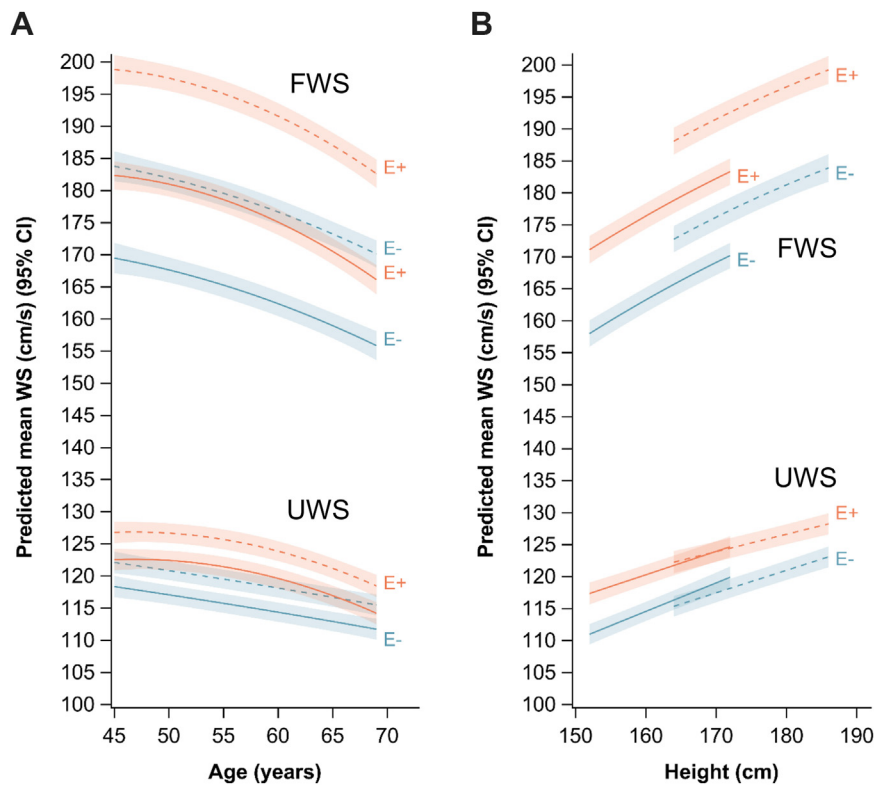 A
Predicted mean WS (cm/s) (95% CI)
200
195
190
185
180
175
170
165
160
155
150
145
140
135
130
125
120
115
110
105
100
FWS
E+
E-
E+
E-
UWS
E+
E-
45
50
55
60
65
70
Age (years)
B
Predicted mean WS (cm/s) (95% CI)
200
195
190
185
180
175
170
165
160
155
150
145
140
135
130
125
120
115
110
105
100
E+
E+
E-
FWS
E-
UWS
E+
E-
150
160
170
180
190
Height (cm)